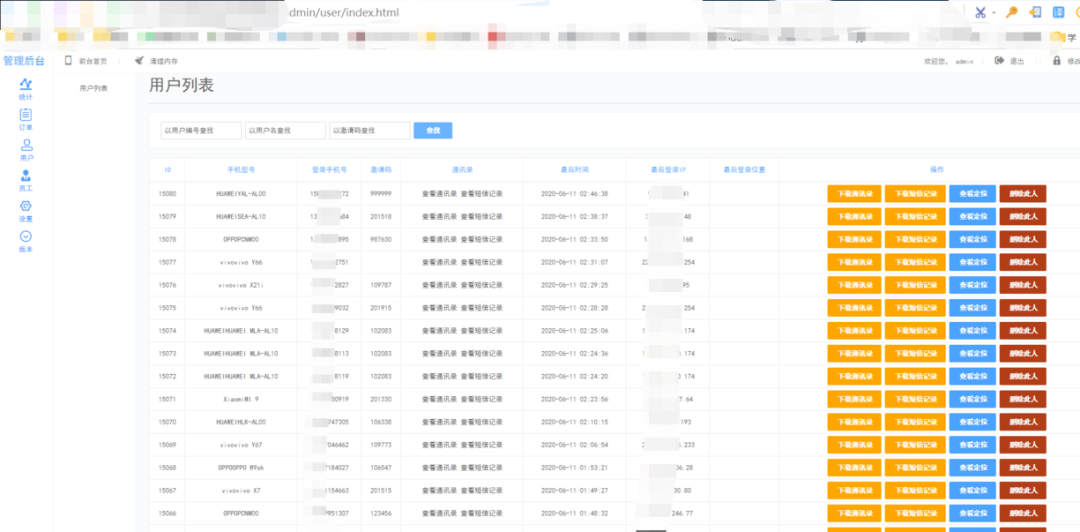 dmin/user/index.html
管理后台 前台首页 清理内存 欢迎您， admin 退出 修改
统计 用户列表 用户列表
订单
用户
员工
设置
版本
以用户编号查找 以用户名查找 以邀请码查找 查找
ID 手机型号 登录手机号 邀请码 通讯录 最后时间 最后登录IP 最后登录位置 操作
15080 HUAWEIYAL-AL00 15 72 999999 查看通讯录 查看短信记录 2020-06-11 02:46:38 41 下载通讯录 下载短信记录 查看定位 删除此人
15079 HUAWEISEA-AL10 13 684 201518 查看通讯录 查看短信记录 2020-06-11 02:38:37 48 下载通讯录 下载短信记录 查看定位 删除此人
15078 OPPOPCNM00 1 895 987630 查看通讯录 查看短信记录 2020-06-11 02:33:50 168 下载通讯录 下载短信记录 查看定位 删除此人
15077 vivovivo Y66 2751 查看通讯录 查看短信记录 2020-06-11 02:31:07 22 254 下载通讯录 下载短信记录 查看定位 删除此人
15076 vivovivo X21i 2827 109787 查看通讯录 查看短信记录 2020-06-11 02:29:25 95 下载通讯录 下载短信记录 查看定位 删除此人
15075 vivovivo Y66 9032 201915 查看通讯录 查看短信记录 2020-06-11 02:28:28 254 下载通讯录 下载短信记录 查看定位 删除此人
15074 HUAWEIHUAWEI MLA-AL10 8129 102083 查看通讯录 查看短信记录 2020-06-11 02:25:06 174 下载通讯录 下载短信记录 查看定位 删除此人
15073 HUAWEIHUAWEI MLA-AL10 8113 102083 查看通讯录 查看短信记录 2020-06-11 02:24:36 174 下载通讯录 下载短信记录 查看定位 删除此人
15072 HUAWEIHUAWEI MLA-AL10 8119 102083 查看通讯录 查看短信记录 2020-06-11 02:24:20 174 下载通讯录 下载短信记录 查看定位 删除此人
15071 XiaomiMI 9 60919 201330 查看通讯录 查看短信记录 2020-06-11 02:23:56 7.64 下载通讯录 下载短信记录 查看定位 删除此人
15070 HUAWEIHLK-AL00 747305 106338 查看通讯录 查看短信记录 2020-06-11 02:10:15 193 下载通讯录 下载短信记录 查看定位 删除此人
15069 vivovivo Y67 046462 109773 查看通讯录 查看短信记录 2020-06-11 02:06:54 .233 下载通讯录 下载短信记录 查看定位 删除此人
15068 OPPOOPPO R9sk 184027 106547 查看通讯录 查看短信记录 2020-06-11 01:53:21 06.28 下载通讯录 下载短信记录 查看定位 删除此人
15067 vivovivo X7 154663 201515 查看通讯录 查看短信记录 2020-06-11 01:49:27 80 下载通讯录 下载短信记录 查看定位 删除此人
15066 OPPOPCNM00 951307 123456 查看通讯录 查看短信记录 2020-06-11 01:48:32 246.77 下载通讯录 下载短信记录 查看定位 删除此人